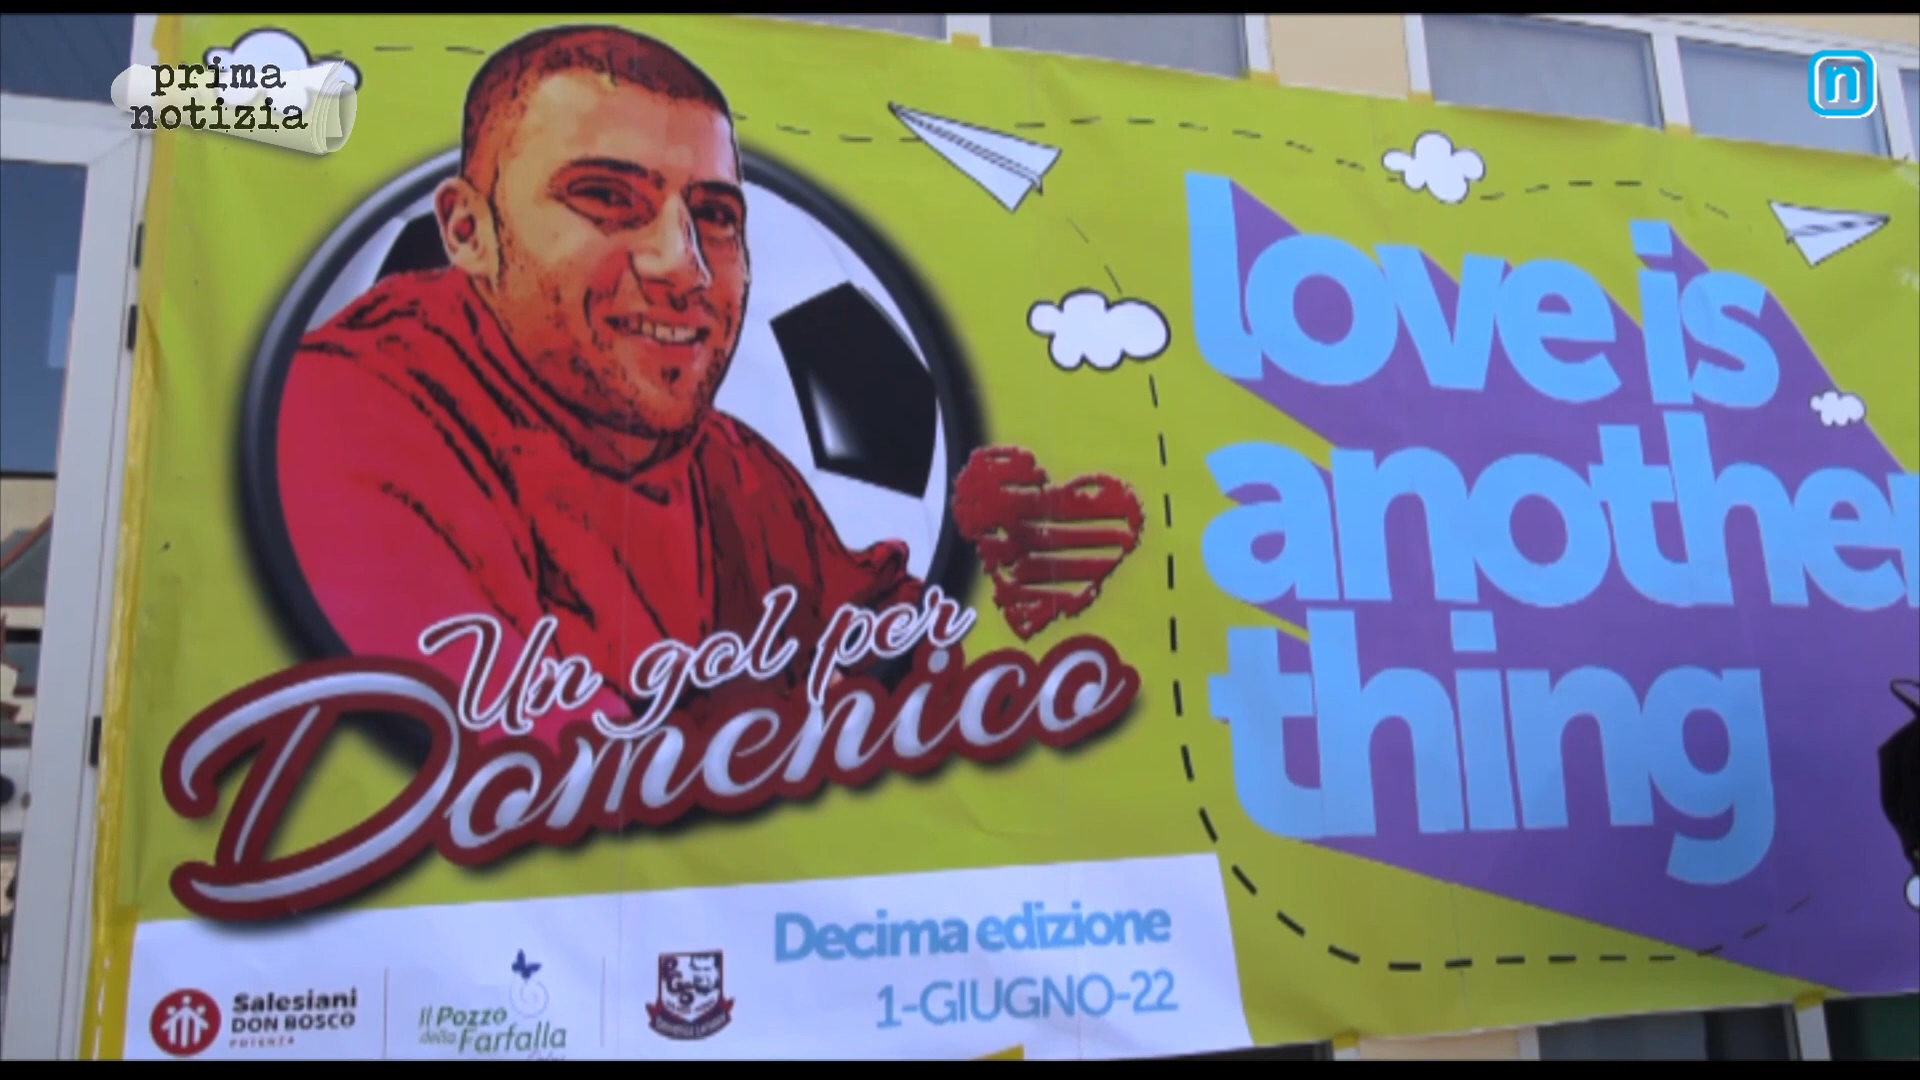 prima
notizia
n
Un gol per
Domenico
love is
another
thing
Decima edizione
1-GIUGNO-22
Salesiani
DON BOSCO
POTENZA
Il Pozzo
della Farfalla
PGS